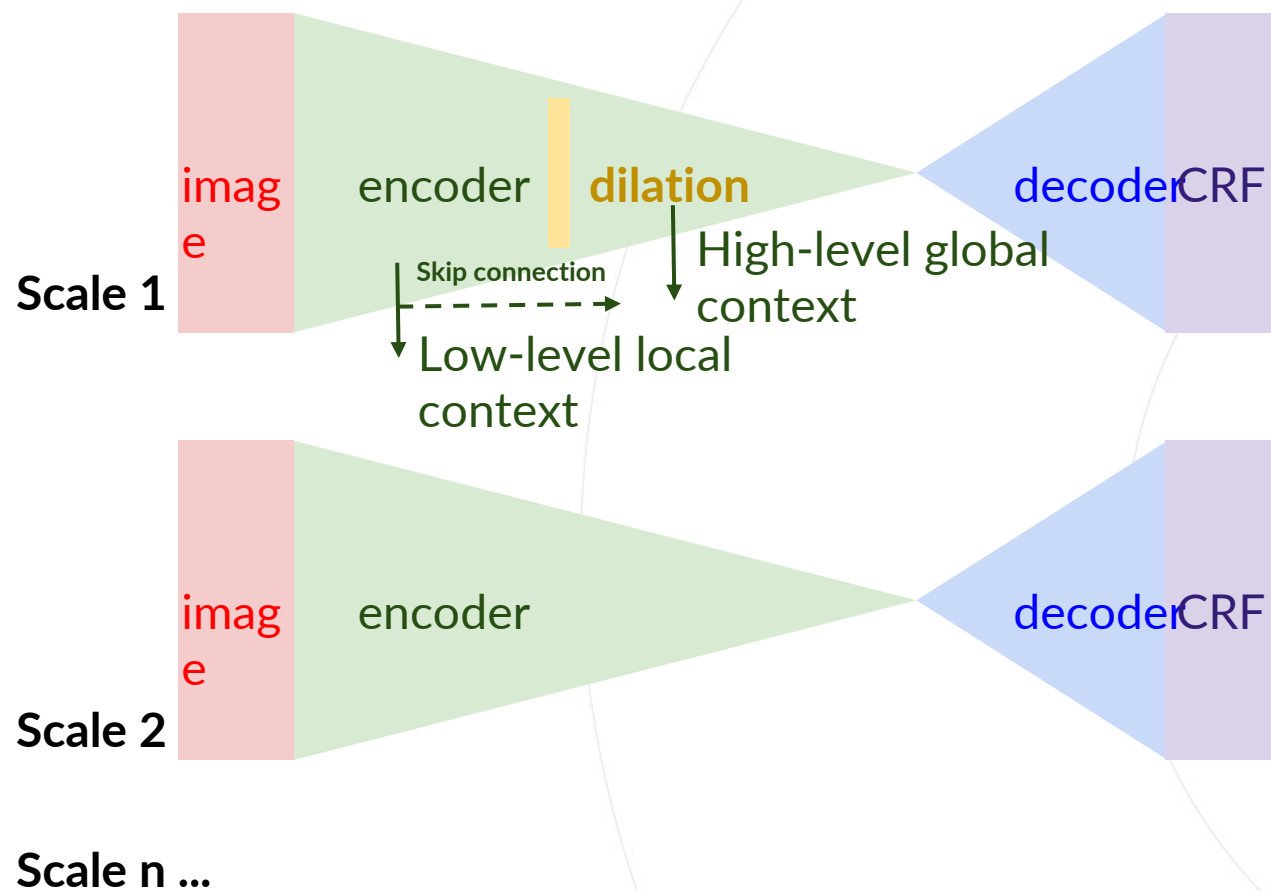 imag
e
encoder
dilation
decoder
CRF
Scale 1
Skip connection
High-level global
context
Low-level local
context
imag
e
encoder
decoder
CRF
Scale 2
Scale n ...